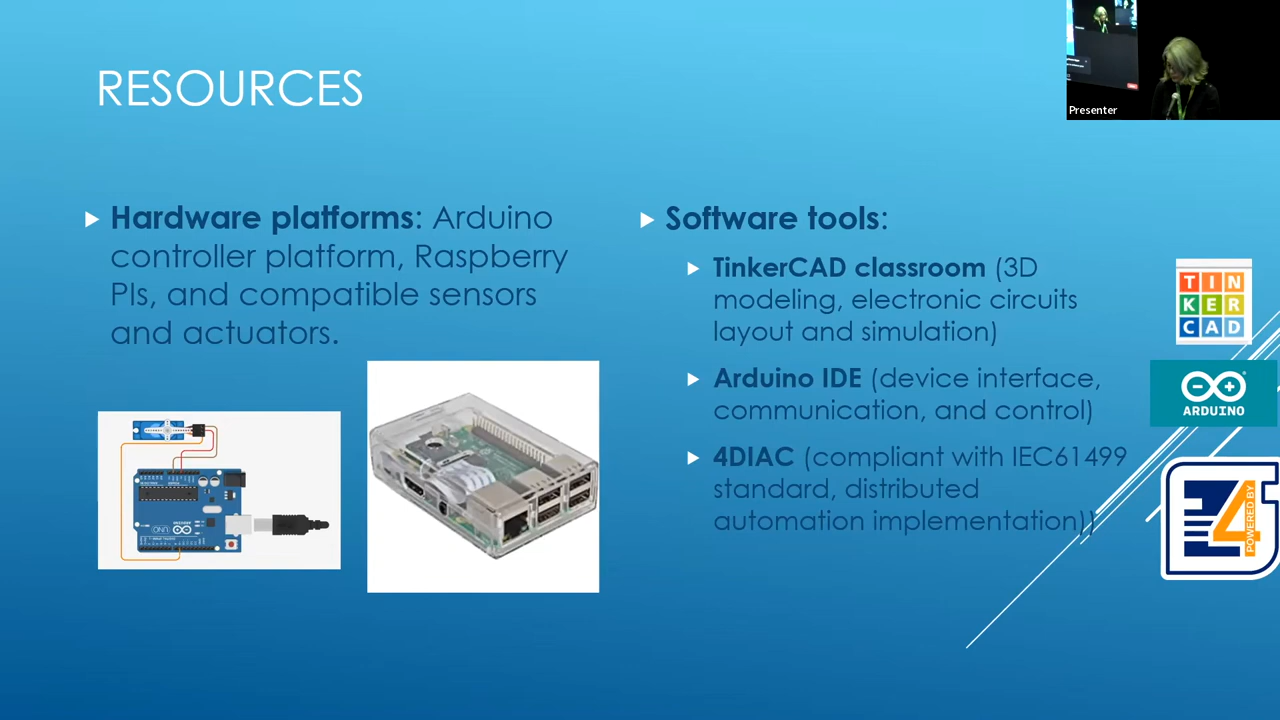 RESOURCES
Presenter
Hardware platforms: Arduino
controller platform, Raspberry
PIs, and compatible sensors
and actuators.
Software tools:
TinkerCAD classroom (3D
modeling, electronic circuits
layout and simulation)
Arduino IDE (device interface,
communication, and control)
4DIAC (compliant with IEC61499
standard, distributed
automation implementation))
TIN
KER
CAD
ARDUINO
4
POWERED BY
UNO